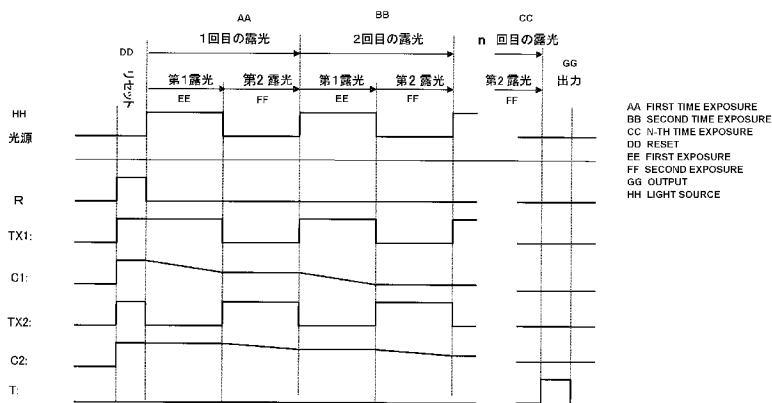 AA
BB
CC
1回目の露光
2回目の露光
n 回目の露光
DD
GG
リセット
第1露光
第2 露光
第1露光
第2 露光
第2 露光
出力
EE
FF
EE
FF
FF
HH
光源
R
TX1:
C1:
TX2:
C2:
T:
AA FIRST TIME EXPOSURE
BB SECOND TIME EXPOSURE
CC N-TH TIME EXPOSURE
DD RESET
EE FIRST EXPOSURE
FF SECOND EXPOSURE
GG OUTPUT
HH LIGHT SOURCE